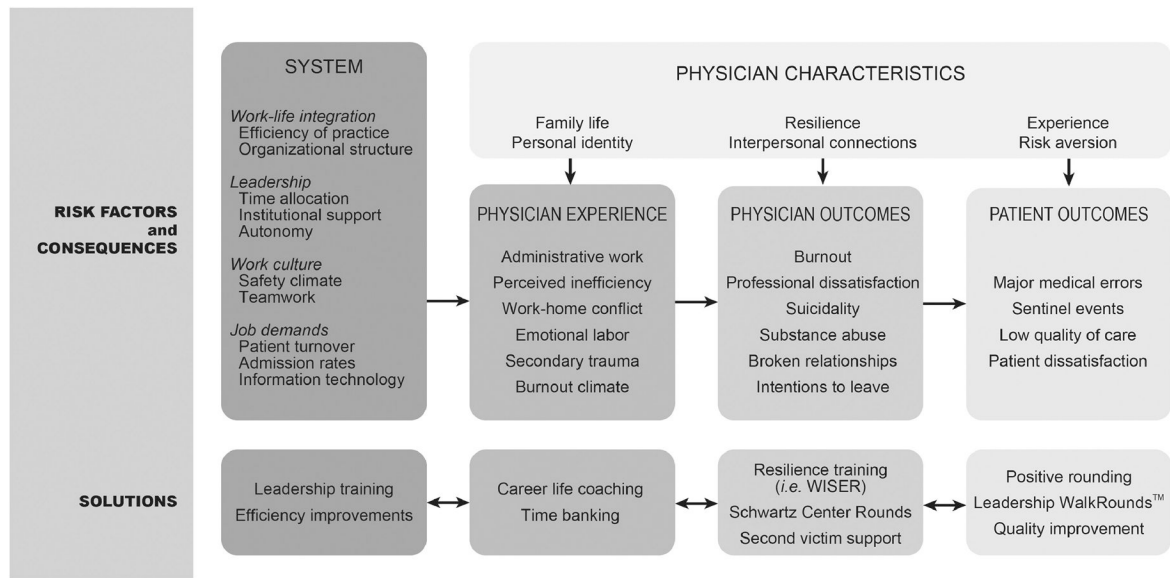 SYSTEM
Work-life integration
Efficiency of practice
Organizational structure
Leadership
Time allocation
Institutional support
Autonomy
Work culture
Safety climate
Teamwork
Job demands
Patient turnover
Admission rates
Information technology
PHYSICIAN CHARACTERISTICS
Family life
Personal identity
Resilience
Interpersonal connections
Experience
Risk aversion
RISK FACTORS
and
CONSEQUENCES
PHYSICIAN EXPERIENCE
Administrative work
Perceived inefficiency
Work-home conflict
Emotional labor
Secondary trauma
Burnout climate
PHYSICIAN OUTCOMES
Burnout
Professional dissatisfaction
Suicidality
Substance abuse
Broken relationships
Intentions to leave
PATIENT OUTCOMES
Major medical errors
Sentinel events
Low quality of care
Patient dissatisfaction
SOLUTIONS
Leadership training
Efficiency improvements
Career life coaching
Time banking
Resilience training
(i.e. WISER)
Schwartz Center Rounds
Second victim support
Positive rounding
Leadership WalkRounds™
Quality improvement